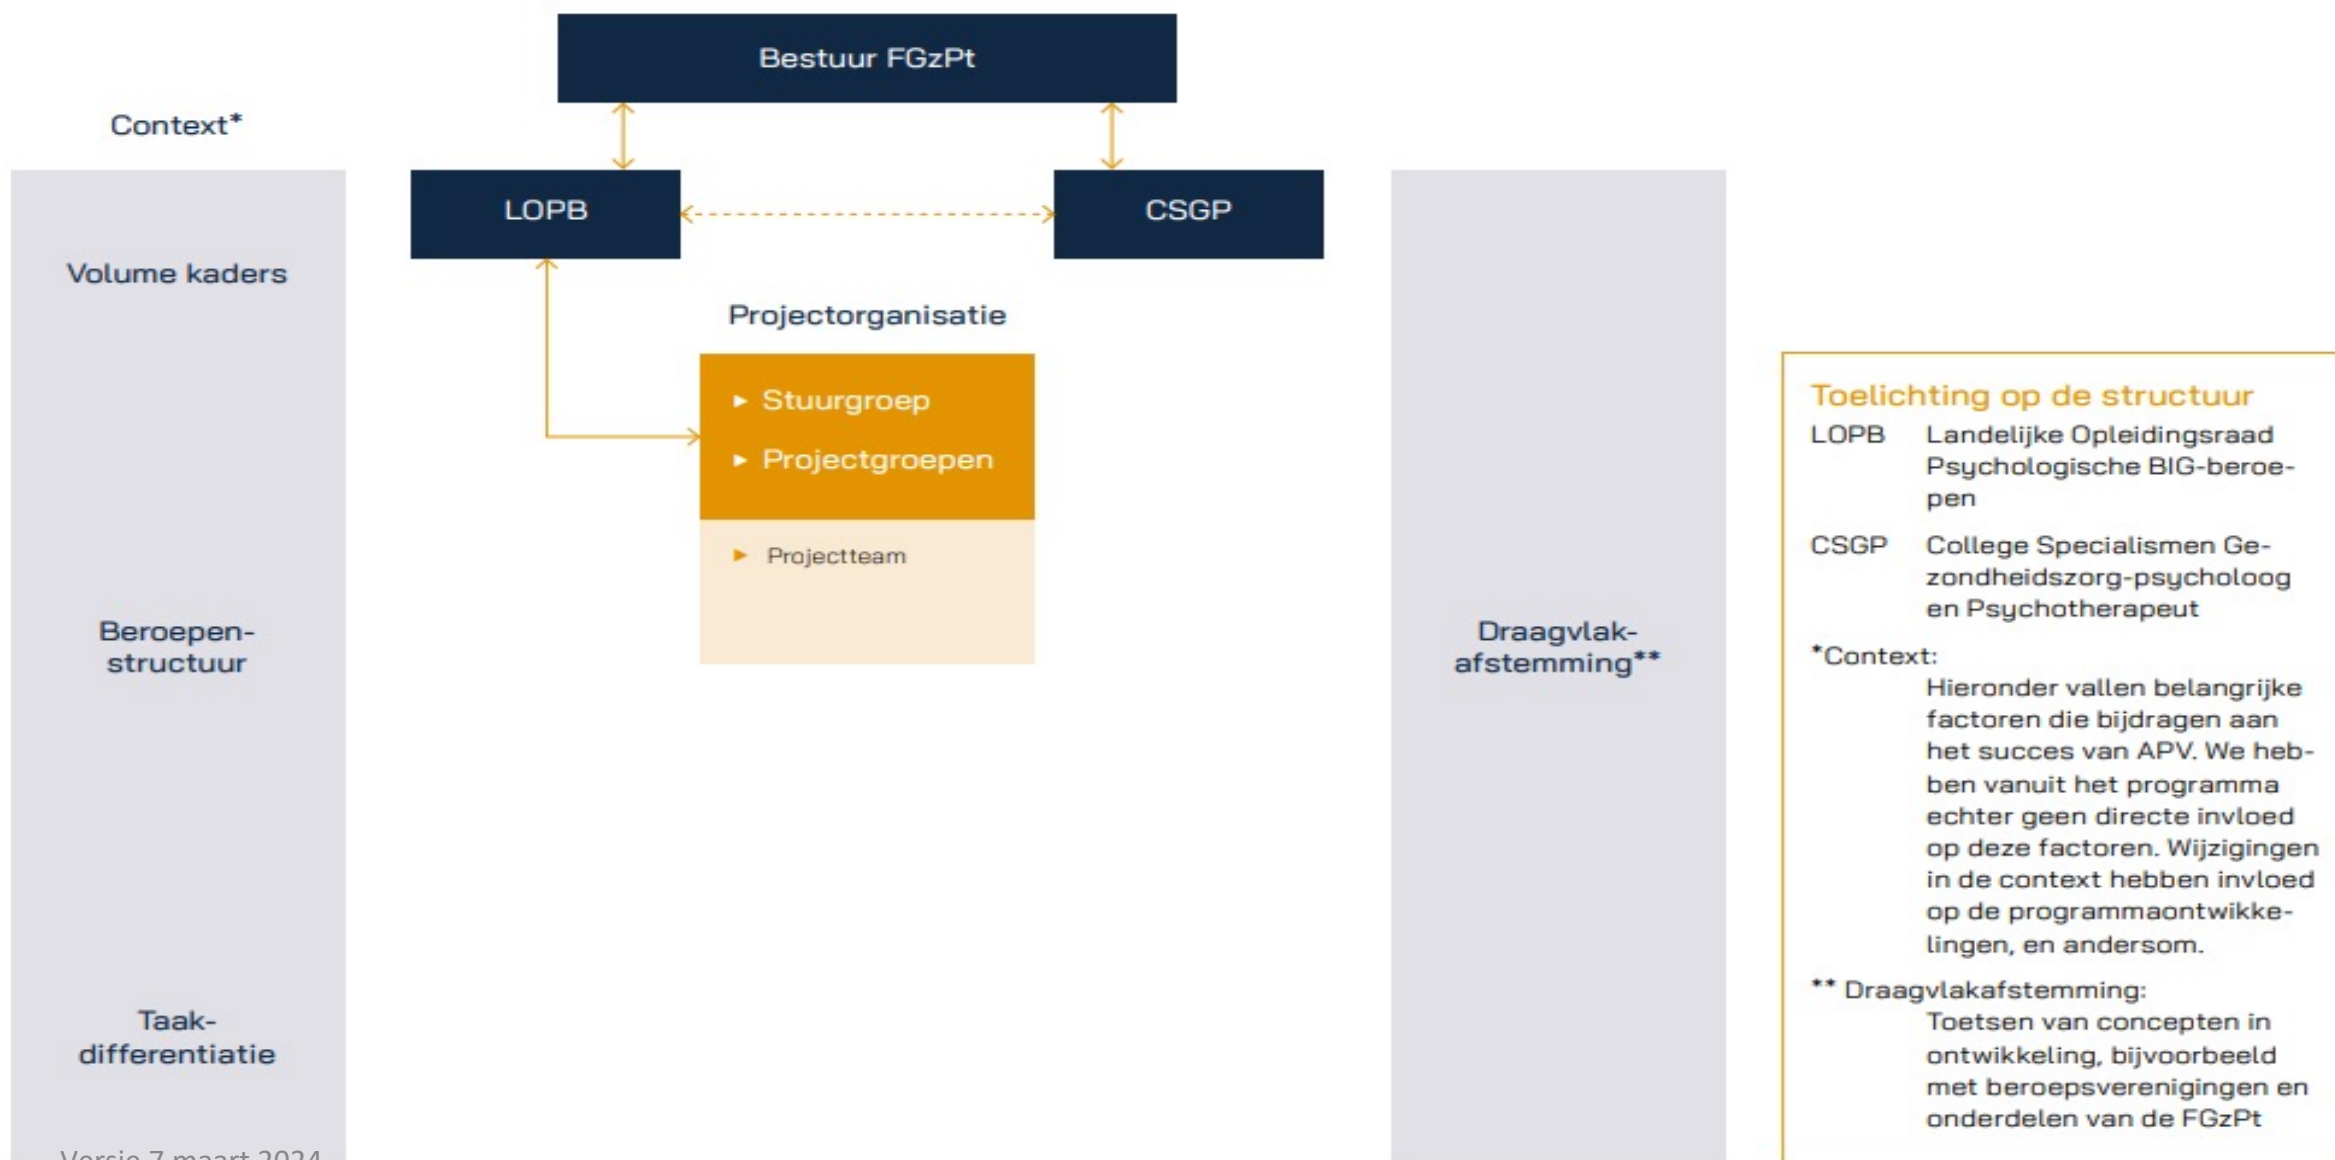 Bestuur FGzPt
Context*
LOPB
CSGP
Volume kaders
Projectorganisatie
► Stuurgroep
► Projectgroepen
► Projectteam
Beroepen-
structuur
Taak-
differentiatie
Versie 7 maart 2024
Draagvlak-
afstemming**
Toelichting op de structuur
LOPB Landelijke Opleidingsraad
Psychologische BIG-beroe-
pen
CSGP College Specialismen Ge-
zondheidszorg-psycholoog
en Psychotherapeut
*Context:
Hieronder vallen belangrijke
factoren die bijdragen aan
het succes van APV. We heb-
ben vanuit het programma
echter geen directe invloed
op deze factoren. Wijzigingen
in de context hebben invloed
op de programmaontwikke-
lingen, en andersom.
** Draagvlakafstemming:
Toetsen van concepten in
ontwikkeling, bijvoorbeeld
met beroepsverenigingen en
onderdelen van de FGzPt